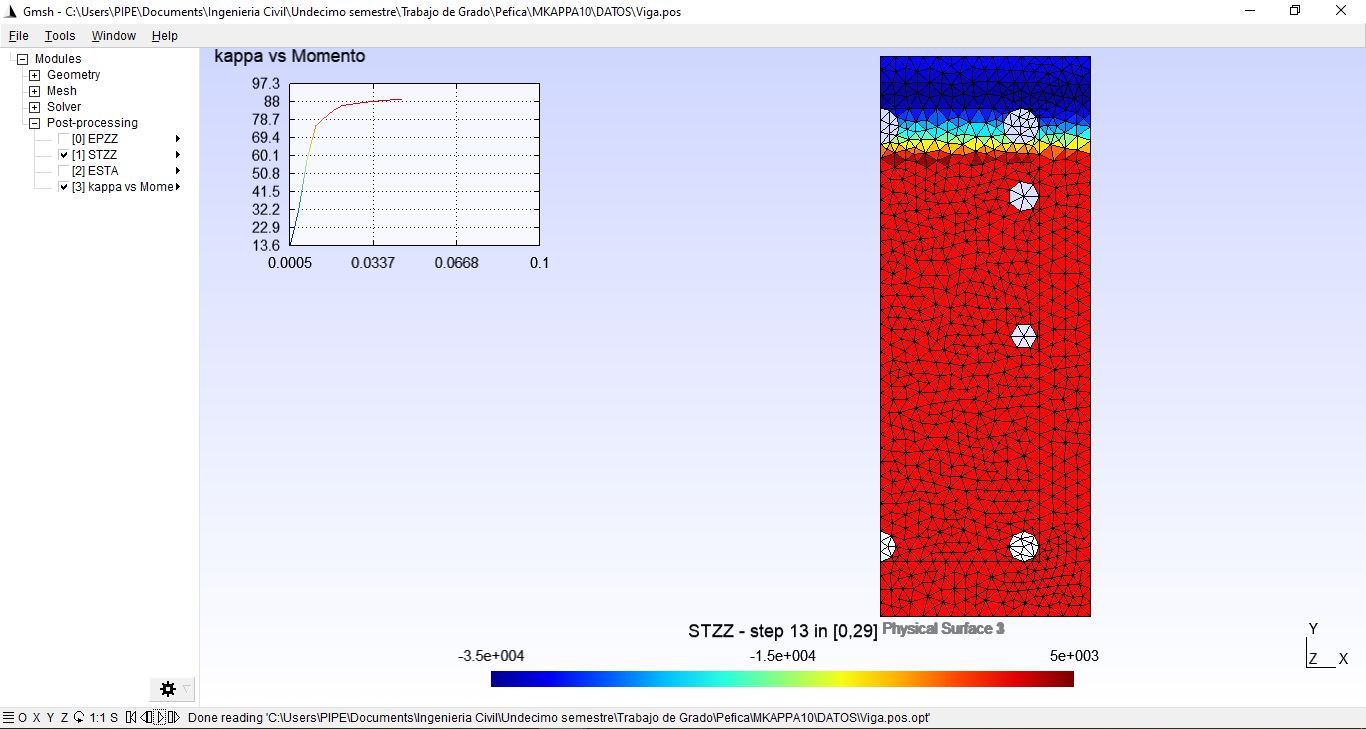 Gmsh - C:\Users\PIPE\Documents\Ingenieria Civil\Undecimo semestre\Trabajo de Grado\Pefica\MKAPPA10\DATOS\Viga.pos
File Tools Window Help
Modules
Geometry
Mesh
Solver
Post-processing
[0] EPZZ
[1] STZZ
[2] ESTA
[3] kappa vs Mome
kappa vs Momento
97.3
88
78.7
69.4
60.1
50.8
41.5
32.2
22.9
13.6
0.0005 0.0337 0.0668 0.1
STZZ - step 13 in [0,29]
-3.5e+004 -1.5e+004 5e+003
Y
Z X
O X Y Z 1:1 S Done reading 'C:\Users\PIPE\Documents\Ingenieria Civil\Undecimo semestre\Trabajo de Grado\Pefica\MKAPPA10\DATOS\Viga.pos.opt'
Physical Surface